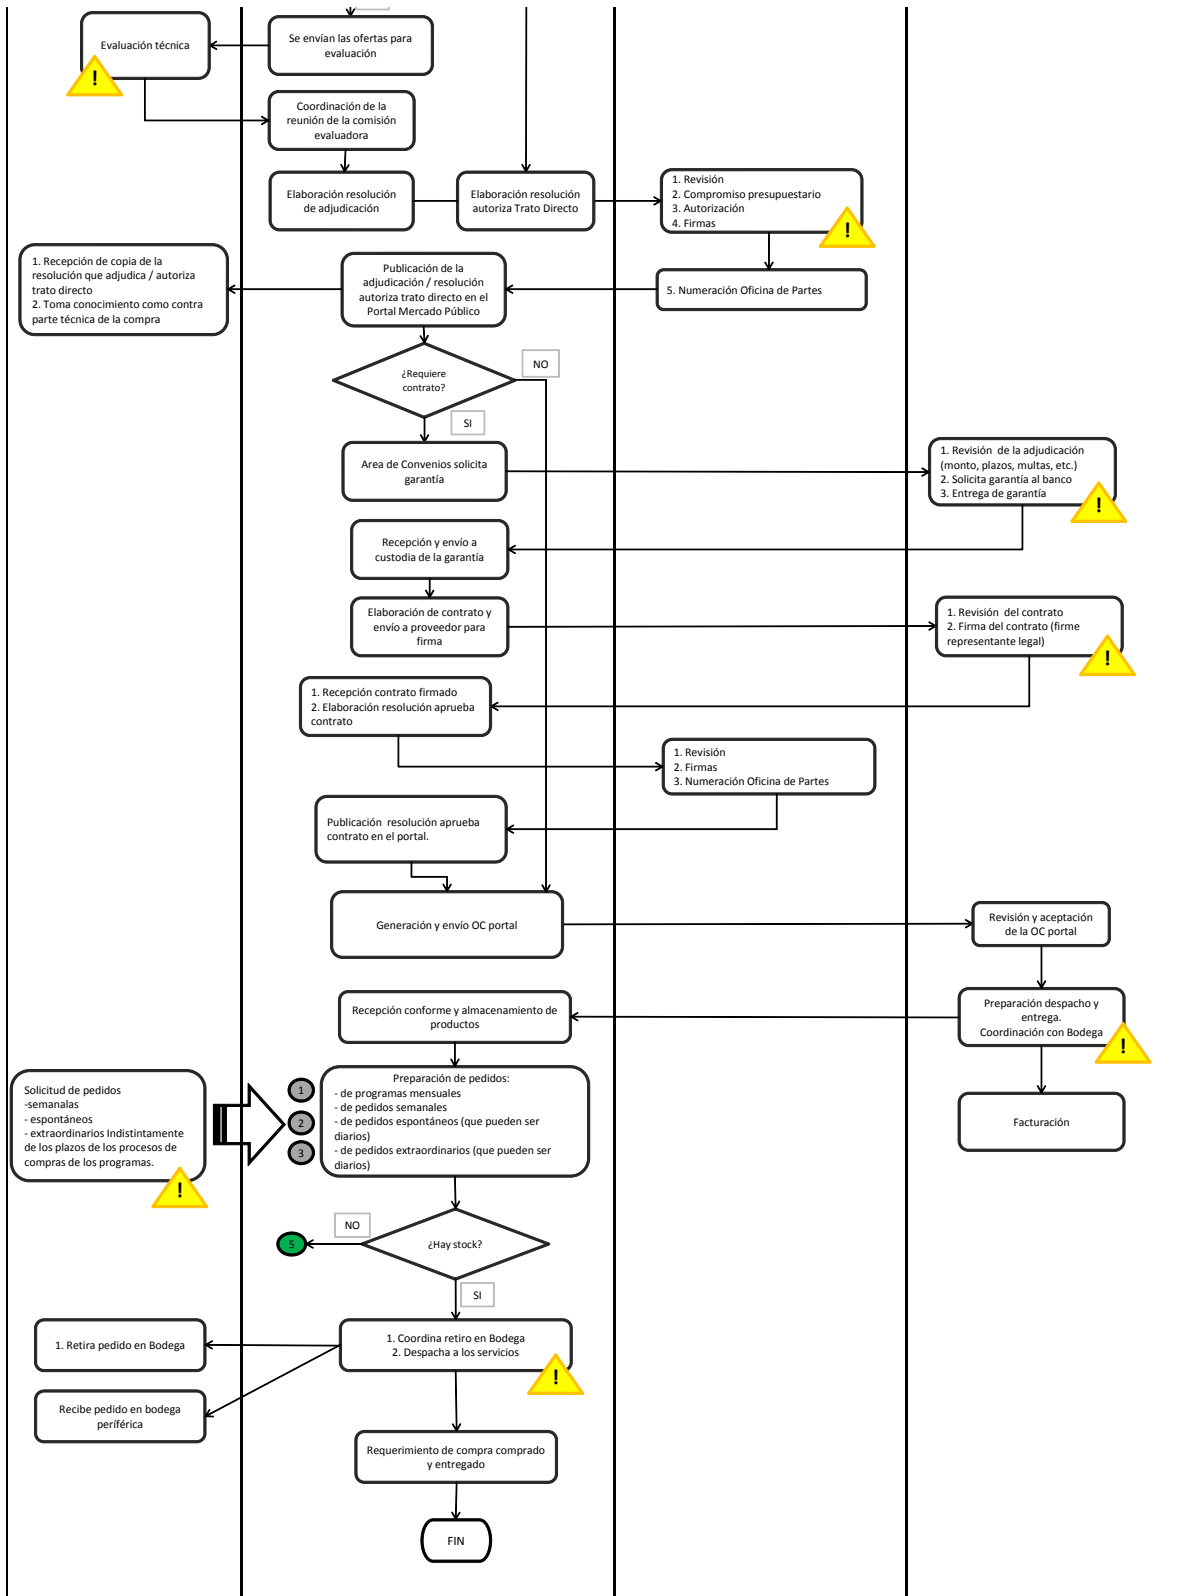 Se envían las ofertas para
evaluación
Evaluación técnica
!
Coordinación de la
reunión de la comisión
evaluadora
Elaboración resolución
de adjudicación
Elaboración resolución
autoriza Trato Directo
1. Revisión
2. Compromiso presupuestario
3. Autorización
4. Firmas
!
5. Numeración Oficina de Partes
Publicación de la
adjudicación / resolución
autoriza trato directo en el
Portal Mercado Público
1. Recepción de copia de la
resolución que adjudica / autoriza
trato directo
2. Toma conocimiento como contra
parte técnica de la compra
¿Requiere
contrato?
NO
SI
Area de Convenios solicita
garantía
1. Revisión  de la adjudicación
(monto, plazos, multas, etc.)
2. Solicita garantía al banco
3. Entrega de garantía
!
Recepción y envío a
custodia de la garantía
Elaboración de contrato y
envío a proveedor para
firma
1. Revisión  del contrato
2. Firma del contrato (firme
representante legal)
!
1. Recepción contrato firmado
2. Elaboración resolución aprueba
contrato
1. Revisión
2. Firmas
3. Numeración Oficina de Partes
Publicación  resolución aprueba
contrato en el portal.
Generación y envío OC portal
Revisión y aceptación
de la OC portal
Preparación despacho y
entrega.
Coordinación con Bodega
!
Facturación
Recepción conforme y almacenamiento de
productos
Solicitud de pedidos
-semanalas
- espontáneos
- extraordinarios Indistintamente
de los plazos de los procesos de
compras de los programas.
!
1
2
3
Preparación de pedidos:
- de programas mensuales
- de pedidos semanales
- de pedidos espontáneos (que pueden ser
diarios)
- de pedidos extraordinarios (que pueden ser
diarios)
¿Hay stock?
NO
5
SI
1. Coordina retiro en Bodega
2. Despacha a los servicios
!
1. Retira pedido en Bodega
Recibe pedido en bodega
períférica
Requerimiento de compra comprado
y entregado
FIN